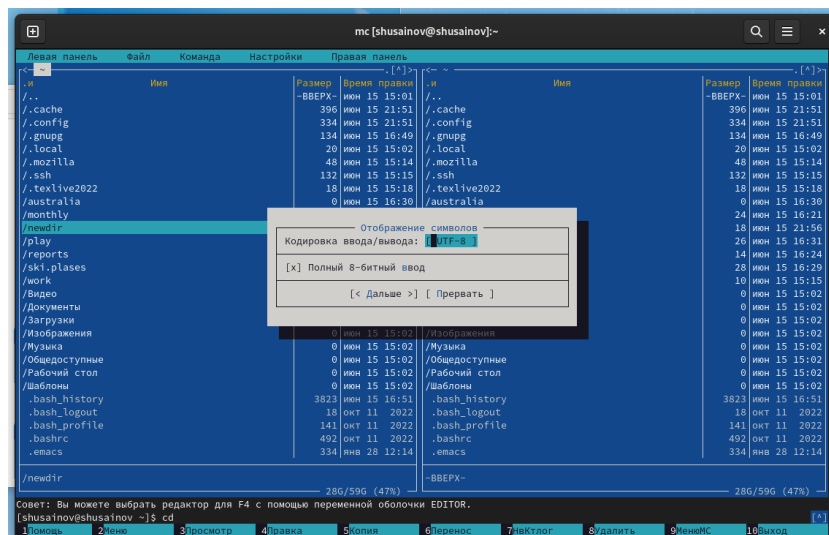 mc [shusainov@shusainov]:~
Левая панель Файл Команда Настройки Правая панель
<- ~ .[^]> <- ~ .[^]>
.и Имя Размер Время правки .и Имя Размер Время правки
/.. -ВВЕРХ- июн 15 15:01 /.. -ВВЕРХ- июн 15 15:01
/.cache 396 июн 15 21:51 /.cache 396 июн 15 21:51
/.config 334 июн 15 21:51 /.config 334 июн 15 21:51
/.gnupg 134 июн 15 16:49 /.gnupg 134 июн 15 16:49
/.local 20 июн 15 15:02 /.local 20 июн 15 15:02
/.mozilla 48 июн 15 15:14 /.mozilla 48 июн 15 15:14
/.ssh 132 июн 15 15:15 /.ssh 132 июн 15 15:15
/.texlive2022 18 июн 15 15:18 /.texlive2022 18 июн 15 15:18
/australia 0 июн 15 16:30 /australia 0 июн 15 16:30
/monthly 24 июн 15 16:21
/newdir Отображение символов 18 июн 15 21:56
/play Кодировка ввода/вывода: [ UTF-8 ] 26 июн 15 16:31
/reports 14 июн 15 16:24
/ski.plases [x] Полный 8-битный ввод 28 июн 15 16:29
/work 10 июн 15 15:15
/Видео [< Дальше >] [ Прервать ] 0 июн 15 15:02
/Документы 0 июн 15 15:02
/Загрузки 0 июн 15 15:02
/Изображения 0 июн 15 15:02 /Изображения 0 июн 15 15:02
/Музыка 0 июн 15 15:02 /Музыка 0 июн 15 15:02
/Общедоступные 0 июн 15 15:02 /Общедоступные 0 июн 15 15:02
/Рабочий стол 0 июн 15 15:02 /Рабочий стол 0 июн 15 15:02
/Шаблоны 0 июн 15 15:02 /Шаблоны 0 июн 15 15:02
.bash_history 3823 июн 15 16:51 .bash_history 3823 июн 15 16:51
.bash_logout 18 окт 11 2022 .bash_logout 18 окт 11 2022
.bash_profile 141 окт 11 2022 .bash_profile 141 окт 11 2022
.bashrc 492 окт 11 2022 .bashrc 492 окт 11 2022
.emacs 334 янв 28 12:14 .emacs 334 янв 28 12:14
/newdir -ВВЕРХ-
28G/59G (47%) 28G/59G (47%)
Совет: Вы можете выбрать редактор для F4 с помощью переменной оболочки EDITOR.
[shusainov@shusainov ~]$ cd [^]
1Помощь 2Меню 3Просмотр 4Правка 5Копия 6Перенос 7НвКтлог 8Удалить 9МенюМС 10Выход